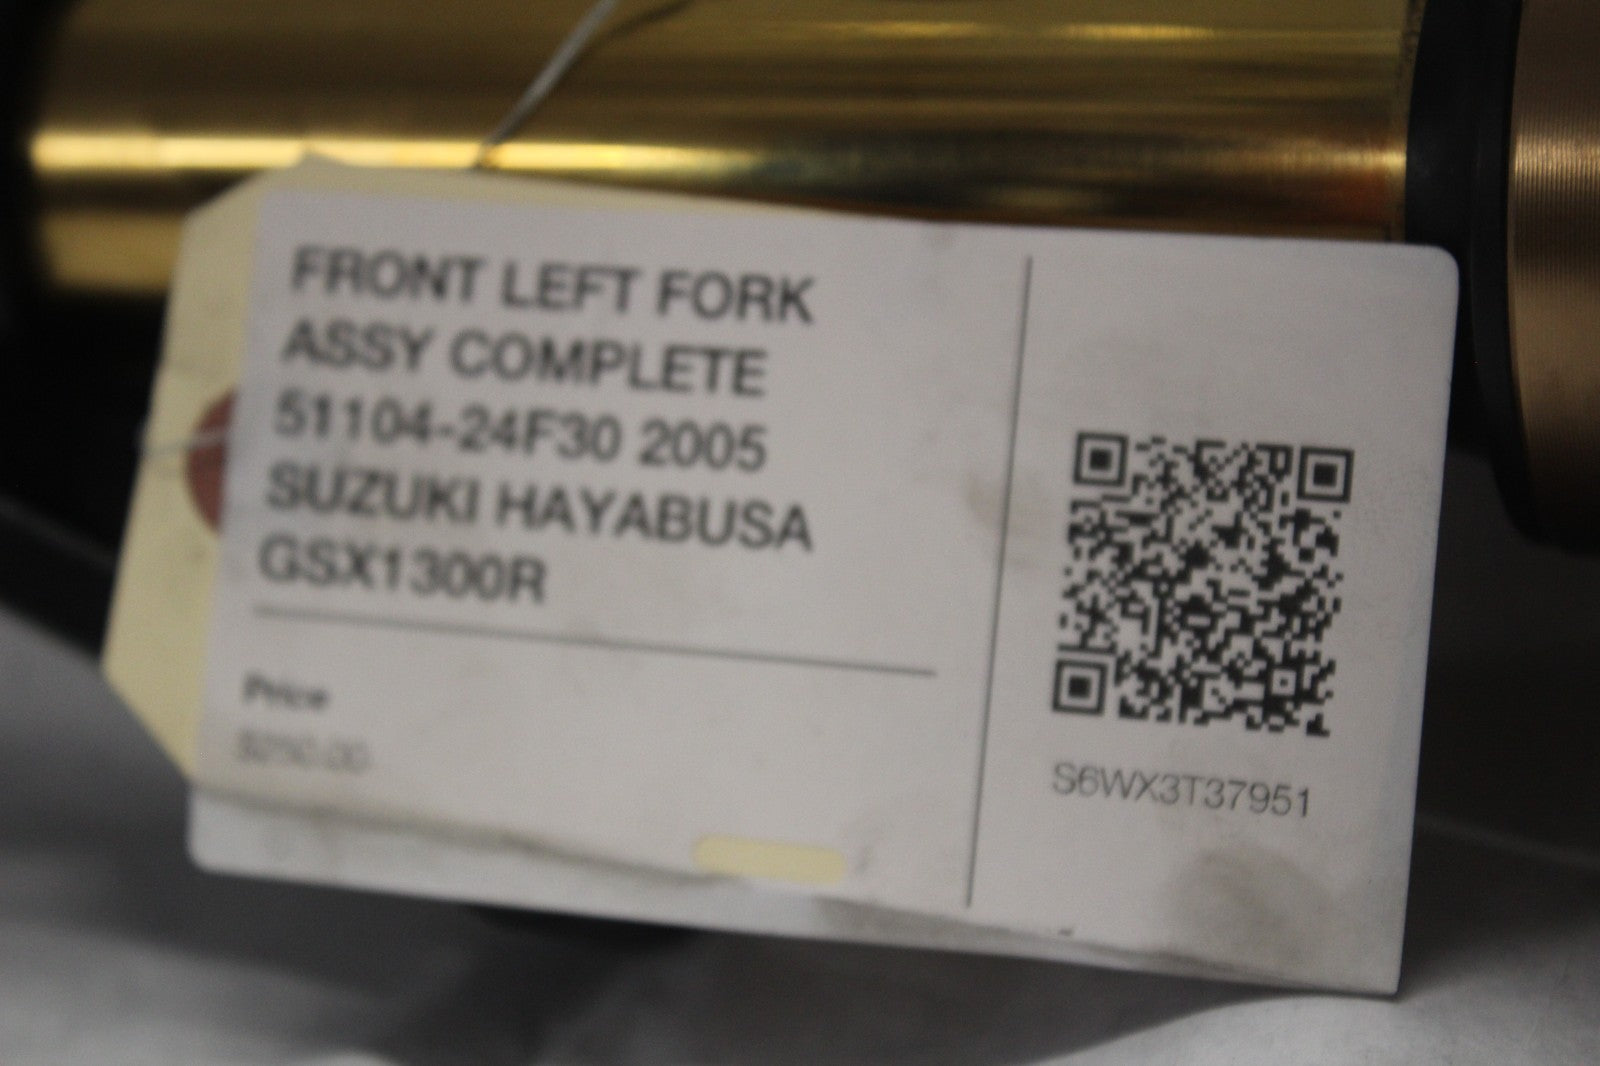 FRONT LEFT FORK
ASSY COMPLETE
51104-24F30 2005
SUZUKI HAYABUSA
GSX1300R
Price
S6WX3T37951